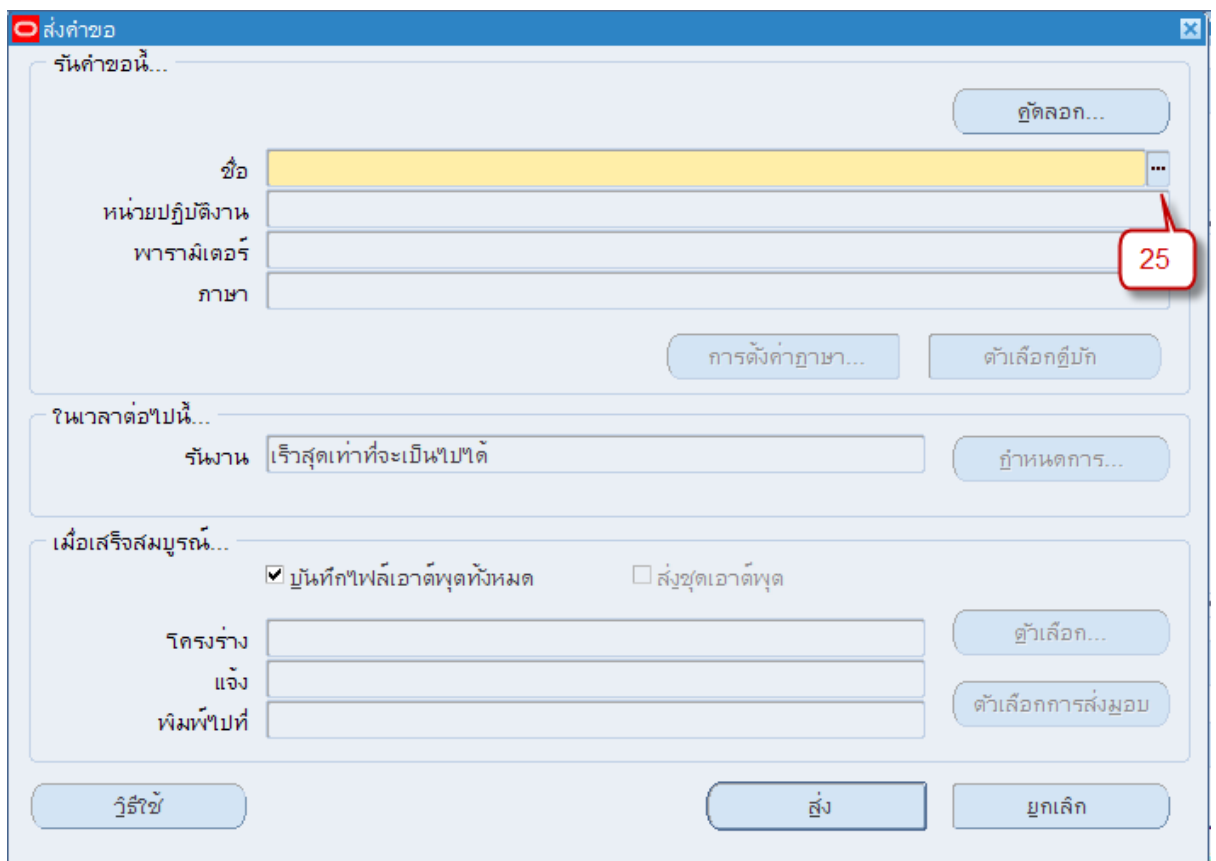 ส่งคำขอ
รันคำขอนี้...
คัดลอก...
ชื่อ
หน่วยปฏิบัติงาน
พารามิเตอร์
25
ภาษา
การตั้งค่าภาษา...
ตัวเลือกดีบัก
ในเวลาต่อไปนี้...
รันงาน เร็วสุดเท่าที่จะเป็นไปได้ กำหนดการ...
เมื่อเสร็จสมบูรณ์...
บันทึกไฟล์เอาต์พุตทั้งหมด ส่งชุดเอาต์พุต
โครงร่าง ตัวเลือก...
แจ้ง
ตัวเลือกการส่งมอบ
พิมพ์ไปที่
วิธีใช้ ส่ง ยกเลิก